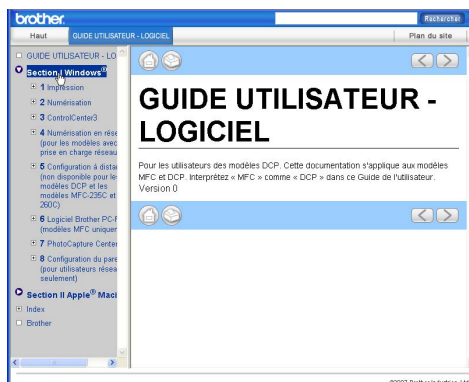 brother
Rechercher
Haut
GUIDE UTILISATEUR - LOGICIEL
Plan du site
GUIDE UTILISATEUR - LO
Section I Windows®
1 Impression
2 Numérisation
3 ControlCenter3
4 Numérisation en rése
(pour les modèles avec
prise en charge réseau
5 Configuration à distan
(non disponible pour les
modèles DCP et les
modèles MFC-235C et
260C)
6 Logiciel Brother PC-F
(modèles MFC uniquer
7 PhotoCapture Center
8 Configuration du pare
(pour utilisateurs résea
seulement)
Section II Apple® Maci
Index
Brother
GUIDE UTILISATEUR -
LOGICIEL
Pour les utilisateurs des modèles DCP. Cette documentation s'applique aux modèles
MFC et DCP. Interprétez « MFC » comme « DCP » dans ce Guide de l'utilisateur.
Version 0